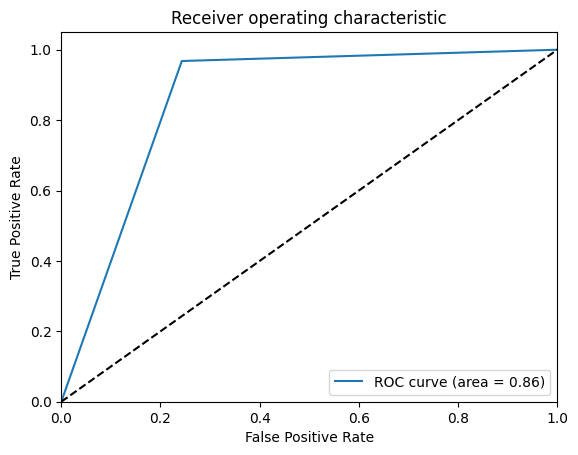 Receiver operating characteristic
1.0
0.8
0.6
0.4
0.2
0.0
True Positive Rate
ROC curve (area = 0.86)
0.0 0.2 0.4 0.6 0.8 1.0
False Positive Rate